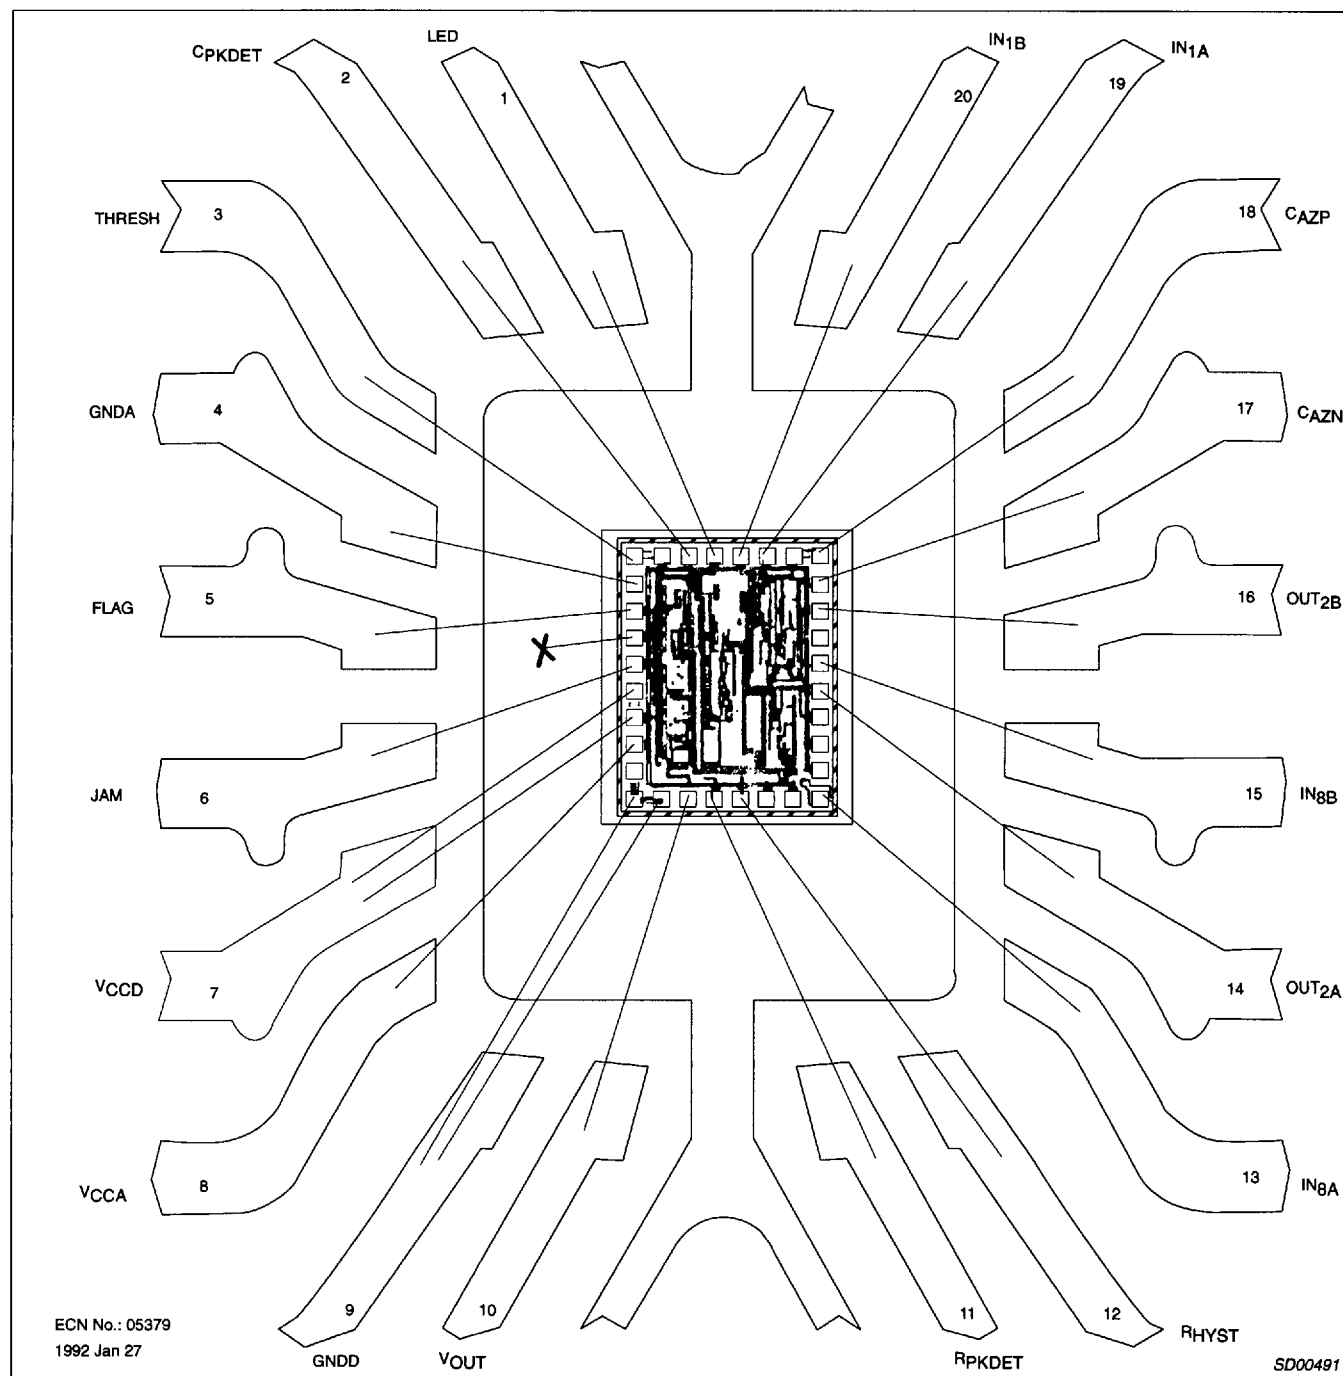 CPKDET
LED
IN1B
IN1A
2
1
20
19
THRESH
3
18
CAZP
GNDA
4
17
CAZN
FLAG
5
16
OUT2B
X
JAM
6
15
IN8B
VCCD
7
14
OUT2A
VCCA
8
13
IN8A
9
10
11
12
GNDD
VOUT
RPKDET
RHYST
ECN No.: 05379
1992 Jan 27
SD00491